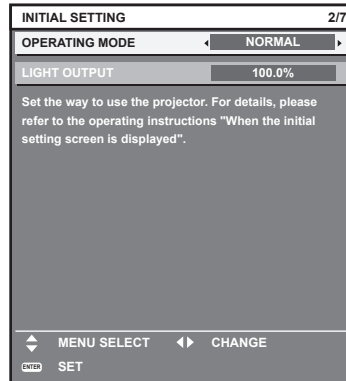 INITIAL SETTING 2/7
OPERATING MODE NORMAL
LIGHT OUTPUT 100.0%
Set the way to use the projector. For details, please
refer to the operating instructions "When the initial
setting screen is displayed".
MENU SELECT CHANGE
ENTER SET